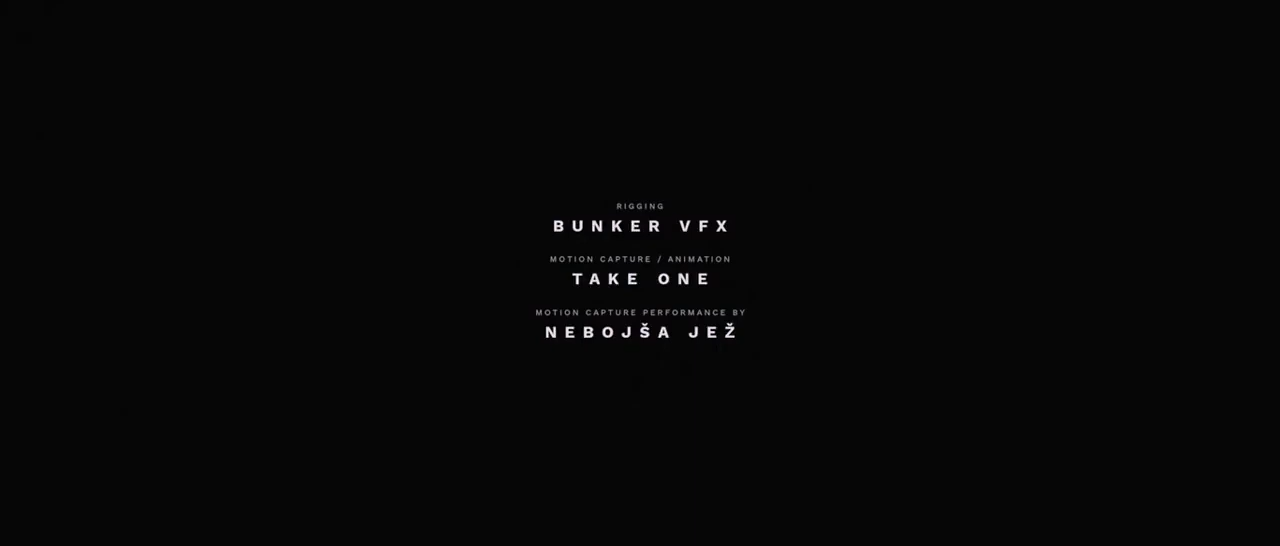 RIGGING
BUNKER VFX
MOTION CAPTURE / ANIMATION
TAKE ONE
MOTION CAPTURE PERFORMANCE BY
NEBOJŠA JEŽ